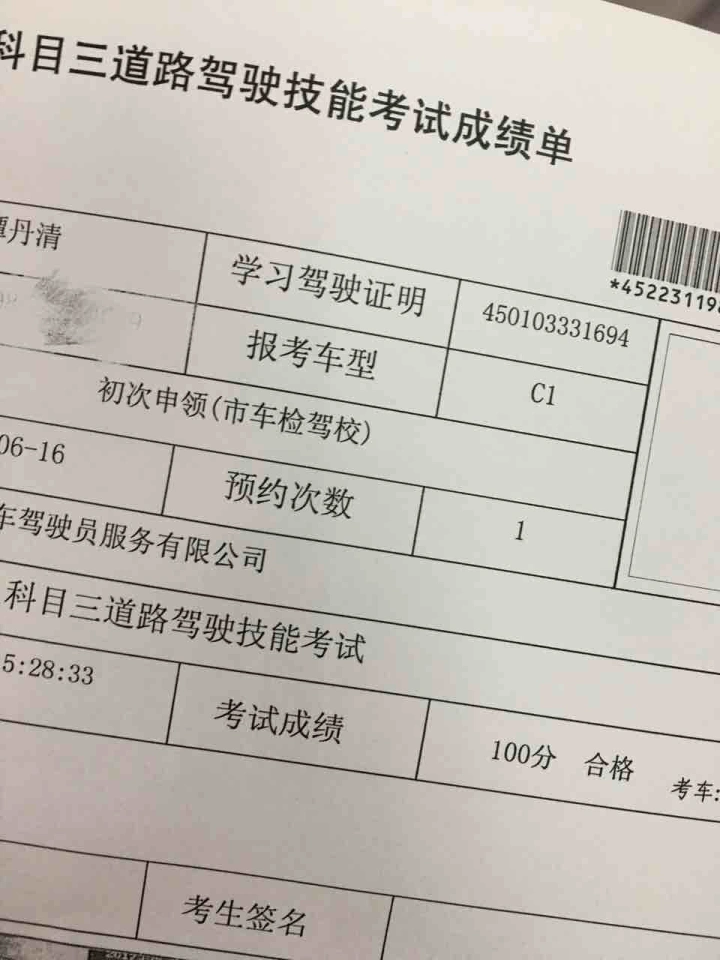 科目三道路驾驶技能考试成绩单
*452231198
谭丹清
学习驾驶证明
450103331694
报考车型
C1
初次申领(市车检驾校)
06-16
预约次数
1
车驾驶员服务有限公司
科目三道路驾驶技能考试
5:28:33
考试成绩
100分 合格
考车:
考生签名